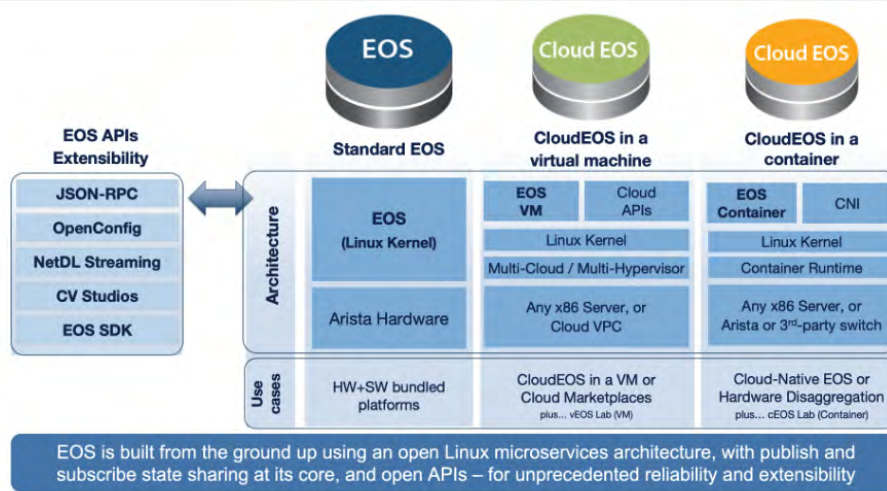 EOS
Cloud EOS
Cloud EOS
EOS APIs
Extensibility
Standard EOS
CloudEOS in a
virtual machine
CloudEOS in a
container
JSON-RPC
OpenConfig
NetDL Streaming
CV Studios
EOS SDK
Architecture
EOS
(Linux Kernel)
Arista Hardware
EOS
VM
Cloud
APIs
Linux Kernel
Multi-Cloud / Multi-Hypervisor
Any x86 Server, or
Cloud VPC
EOS
Container
CNI
Linux Kernel
Container Runtime
Any x86 Server, or
Arista or 3rd-party switch
Use
cases
HW+SW bundled
platforms
CloudEOS in a VM or
Cloud Marketplaces
plus... vEOS Lab (VM)
Cloud-Native EOS or
Hardware Disaggregation
plus... cEOS Lab (Container)
EOS is built from the ground up using an open Linux microservices architecture, with publish and
subscribe state sharing at its core, and open APIs – for unprecedented reliability and extensibility